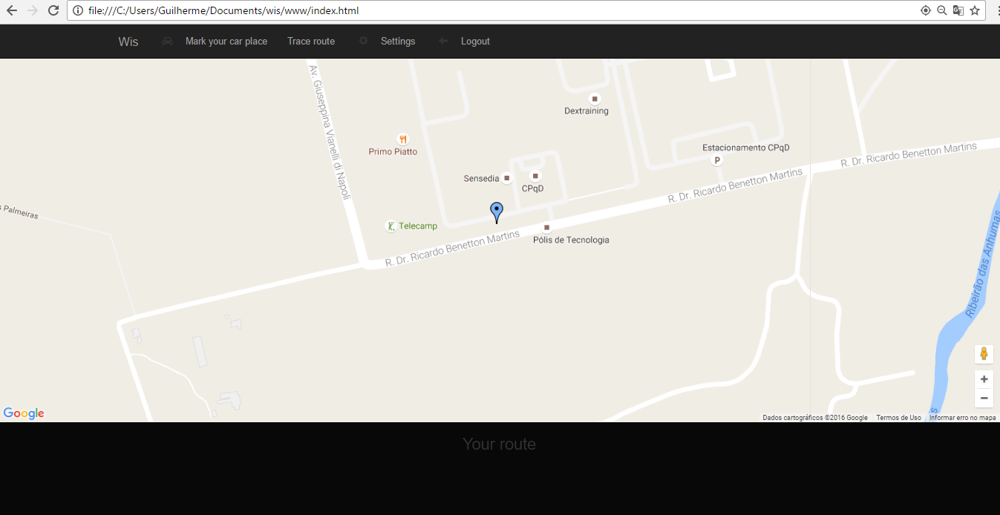 file:///C:/Users/Guilherme/Documents/wis/www/index.html
Wis Mark your car place Trace route Settings Logout
Av. Giuseppina Vianelli di Napoli
Dextraining
Primo Piatto
Estacionamento CPqD
P
R. Dr. Ricardo Benetton Martins
Sensedia
CPqD
R. Dr. Ricardo Benetton Martins
Palmeiras
Telecamp
Pólis de Tecnologia
R. Dr. Ricardo Benetton Martins
Ribeirão das Anhumas
Google
Dados cartográficos ©2016 Google Termos de Uso Informar erro no mapa
Your route